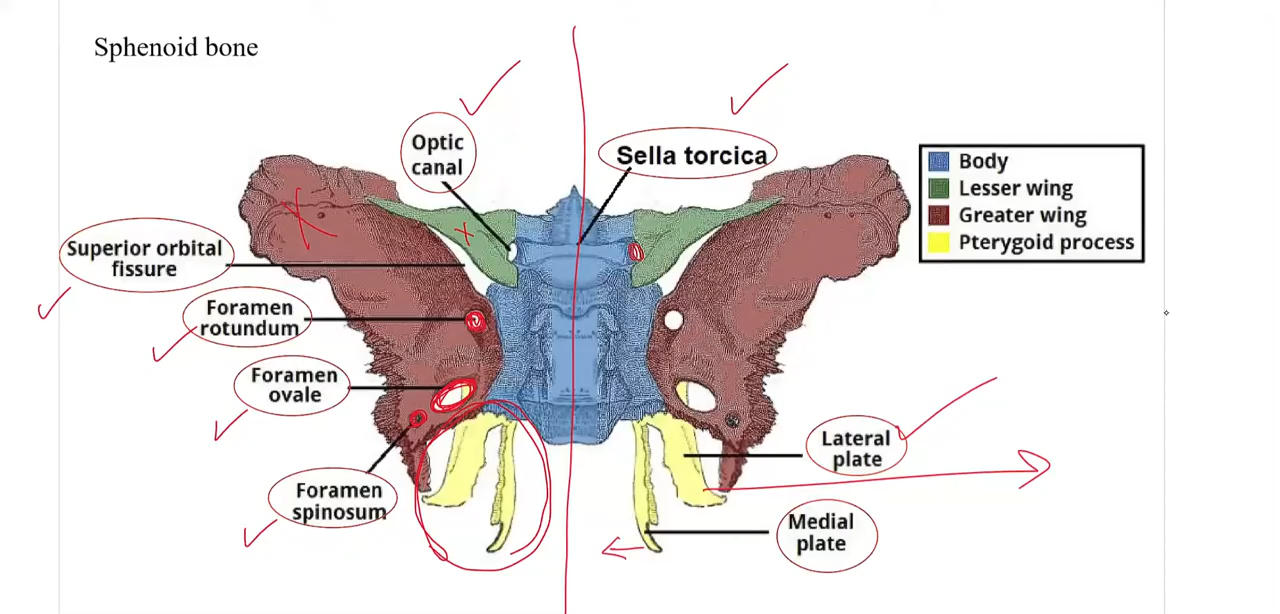 Sphenoid bone
Optic
canal
Sella torcica
Body
Lesser wing
Greater wing
Pterygoid process
Superior orbital
fissure
Foramen
rotundum
Foramen
ovale
Foramen
spinosum
Lateral
plate
Medial
plate